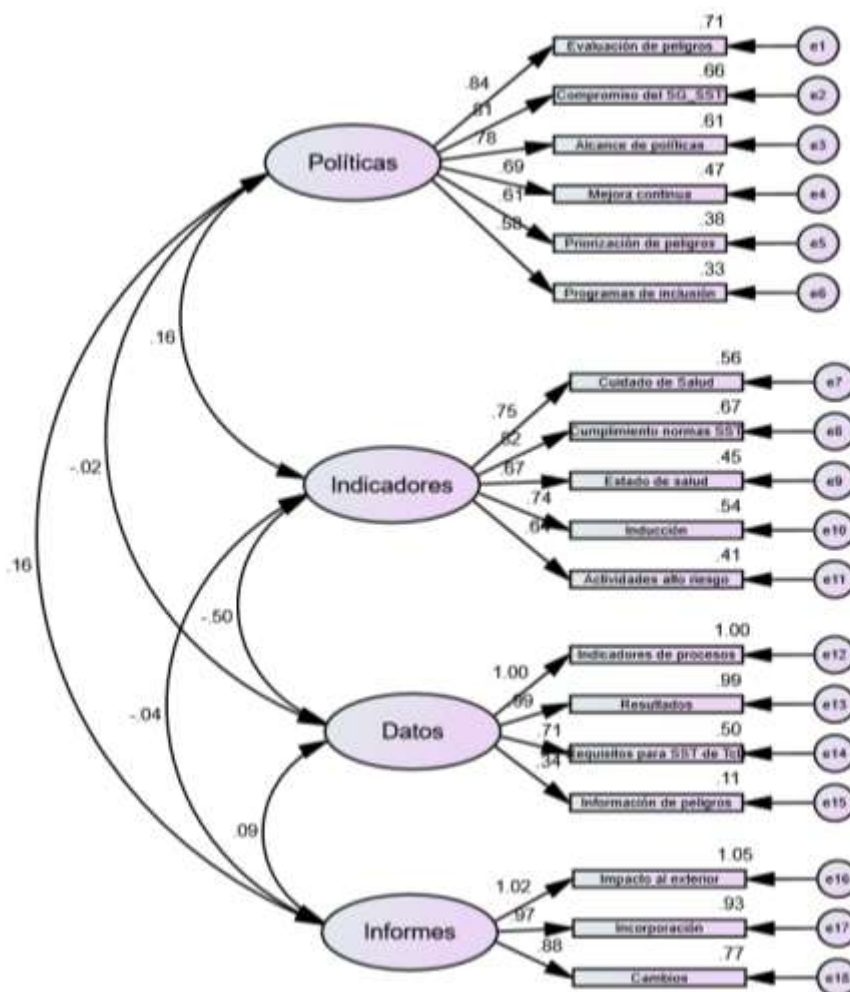 .71
Evaluación de peligros
e1
.84
.66
Compromiso del SG_SST
e2
.81
.61
Alcance de políticas
e3
.78
.47
Mejora continua
e4
.69
.38
Priorización de peligros
e5
.61
.33
Programas de inclusión
e6
.58
Políticas
.16
-.02
.16
.56
Cuidado de Salud
e7
.75
.67
Cumplimiento normas SST
e8
.82
.45
Estado de salud
e9
.67
.54
Inducción
e10
.74
.41
Actividades alto riesgo
e11
.64
Indicadores
-.50
-.04
1.00
Indicadores de procesos
e12
1.00
.99
Resultados
e13
.99
.50
Requisitos para SST de
e14
.71
.11
Información de peligros
e15
.34
Datos
.09
1.05
Impacto al exterior
e16
1.02
.93
Incorporación
e17
.97
.77
Cambios
e18
.88
Informes